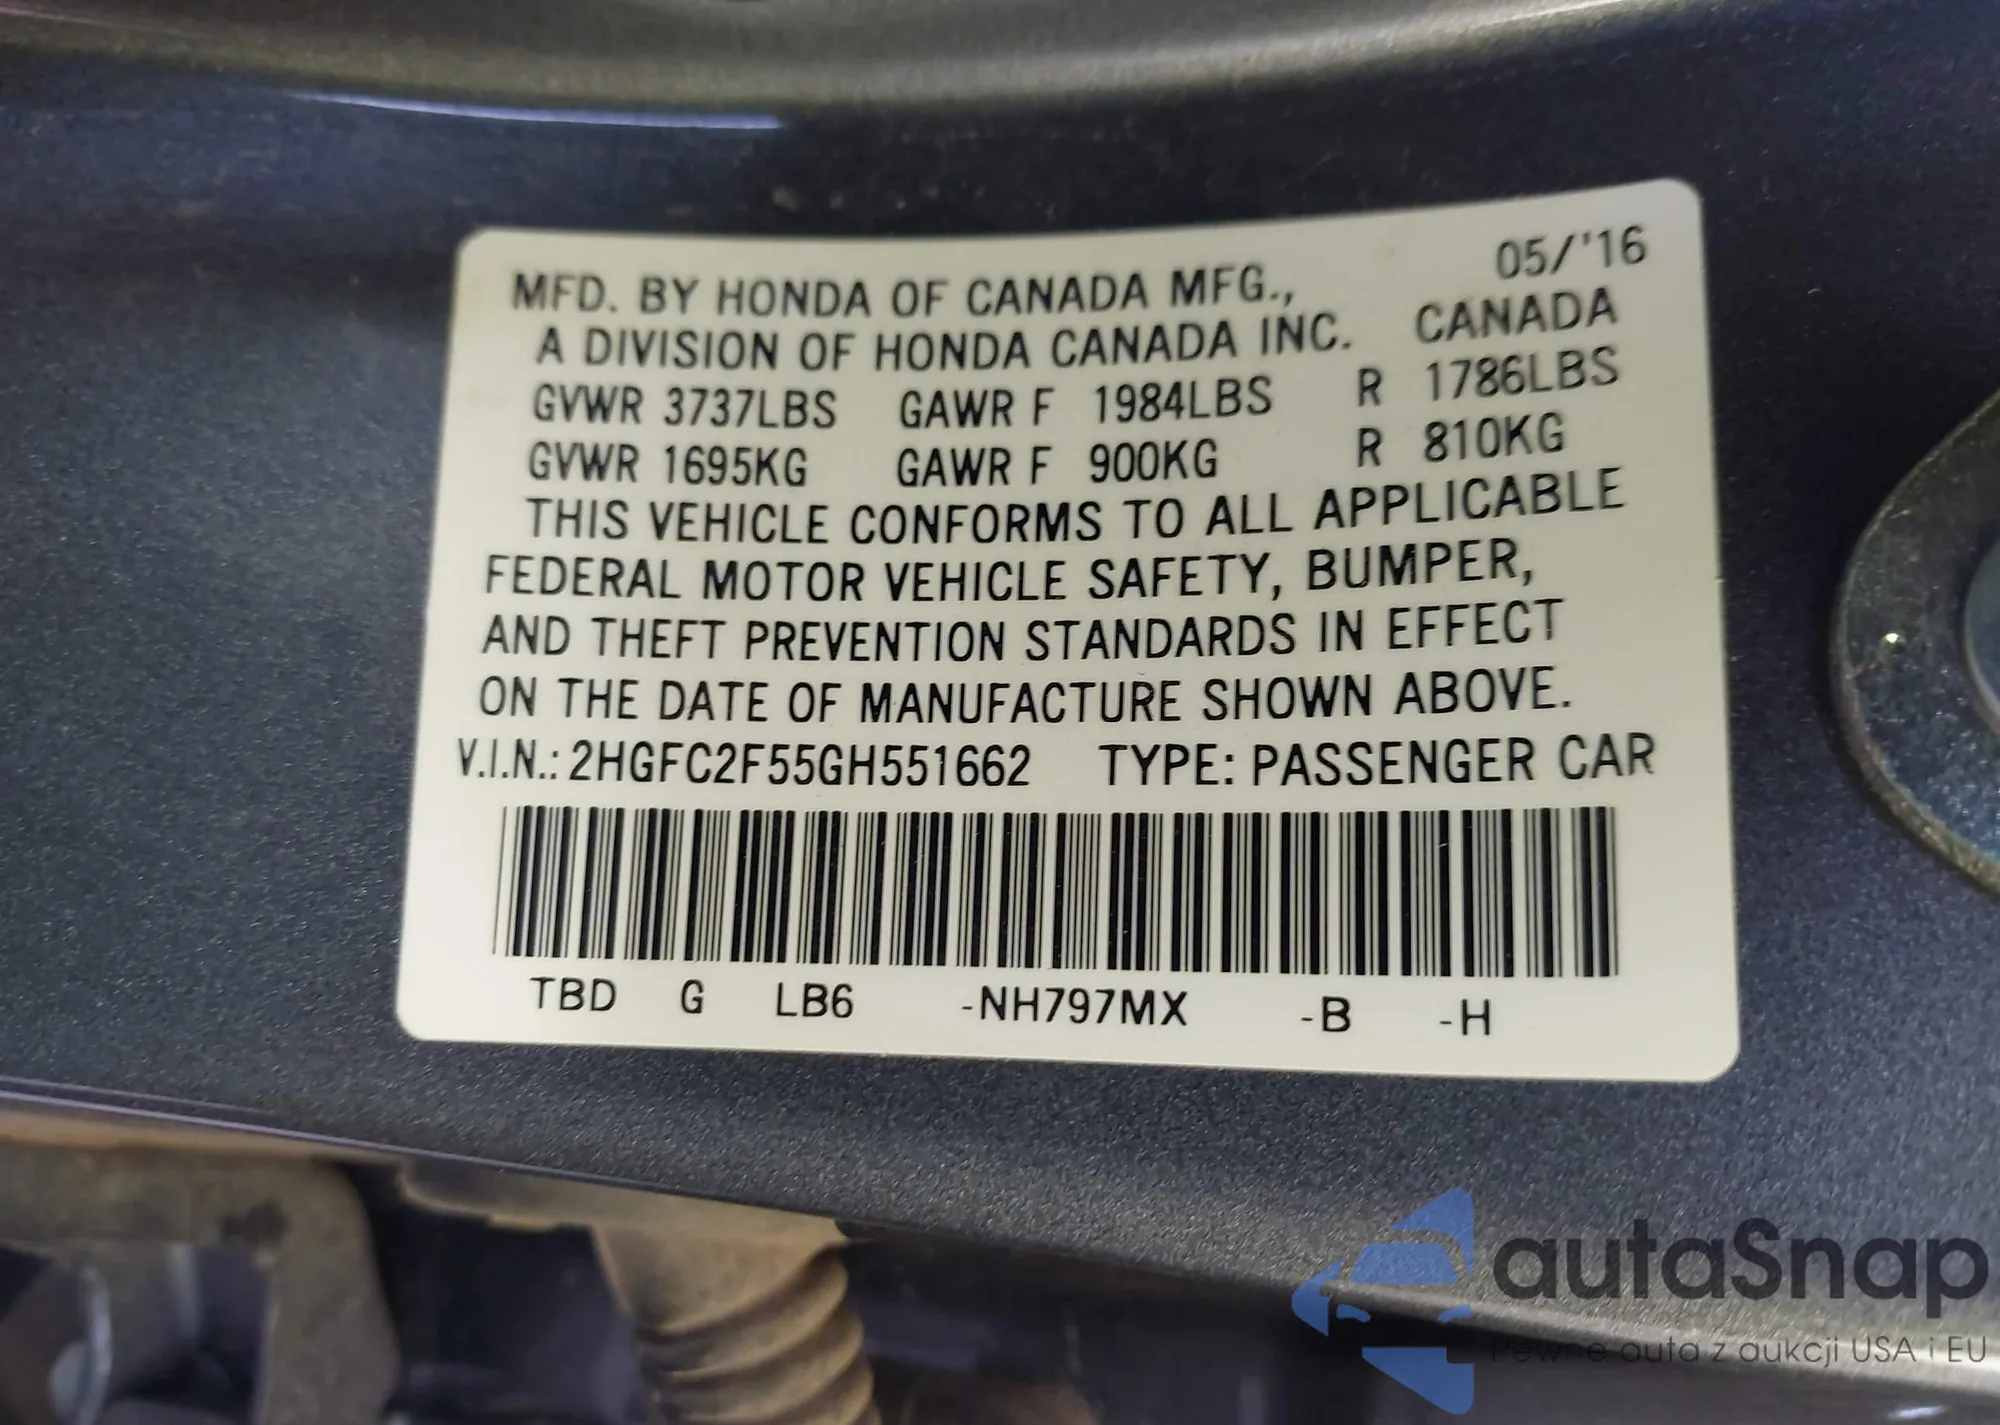 05/'16
MFD. BY HONDA OF CANADA MFG.,
A DIVISION OF HONDA CANADA INC. CANADA
GVWR 3737LBS GAWR F 1984LBS R 1786LBS
GVWR 1695KG GAWR F 900KG R 810KG
THIS VEHICLE CONFORMS TO ALL APPLICABLE
FEDERAL MOTOR VEHICLE SAFETY, BUMPER,
AND THEFT PREVENTION STANDARDS IN EFFECT
ON THE DATE OF MANUFACTURE SHOWN ABOVE.
V.I.N.: 2HGFC2F55GH551662 TYPE: PASSENGER CAR
TBD G LB6 -NH797MX -B -H
autaSnap
Pewne auta z aukcji USA i EU